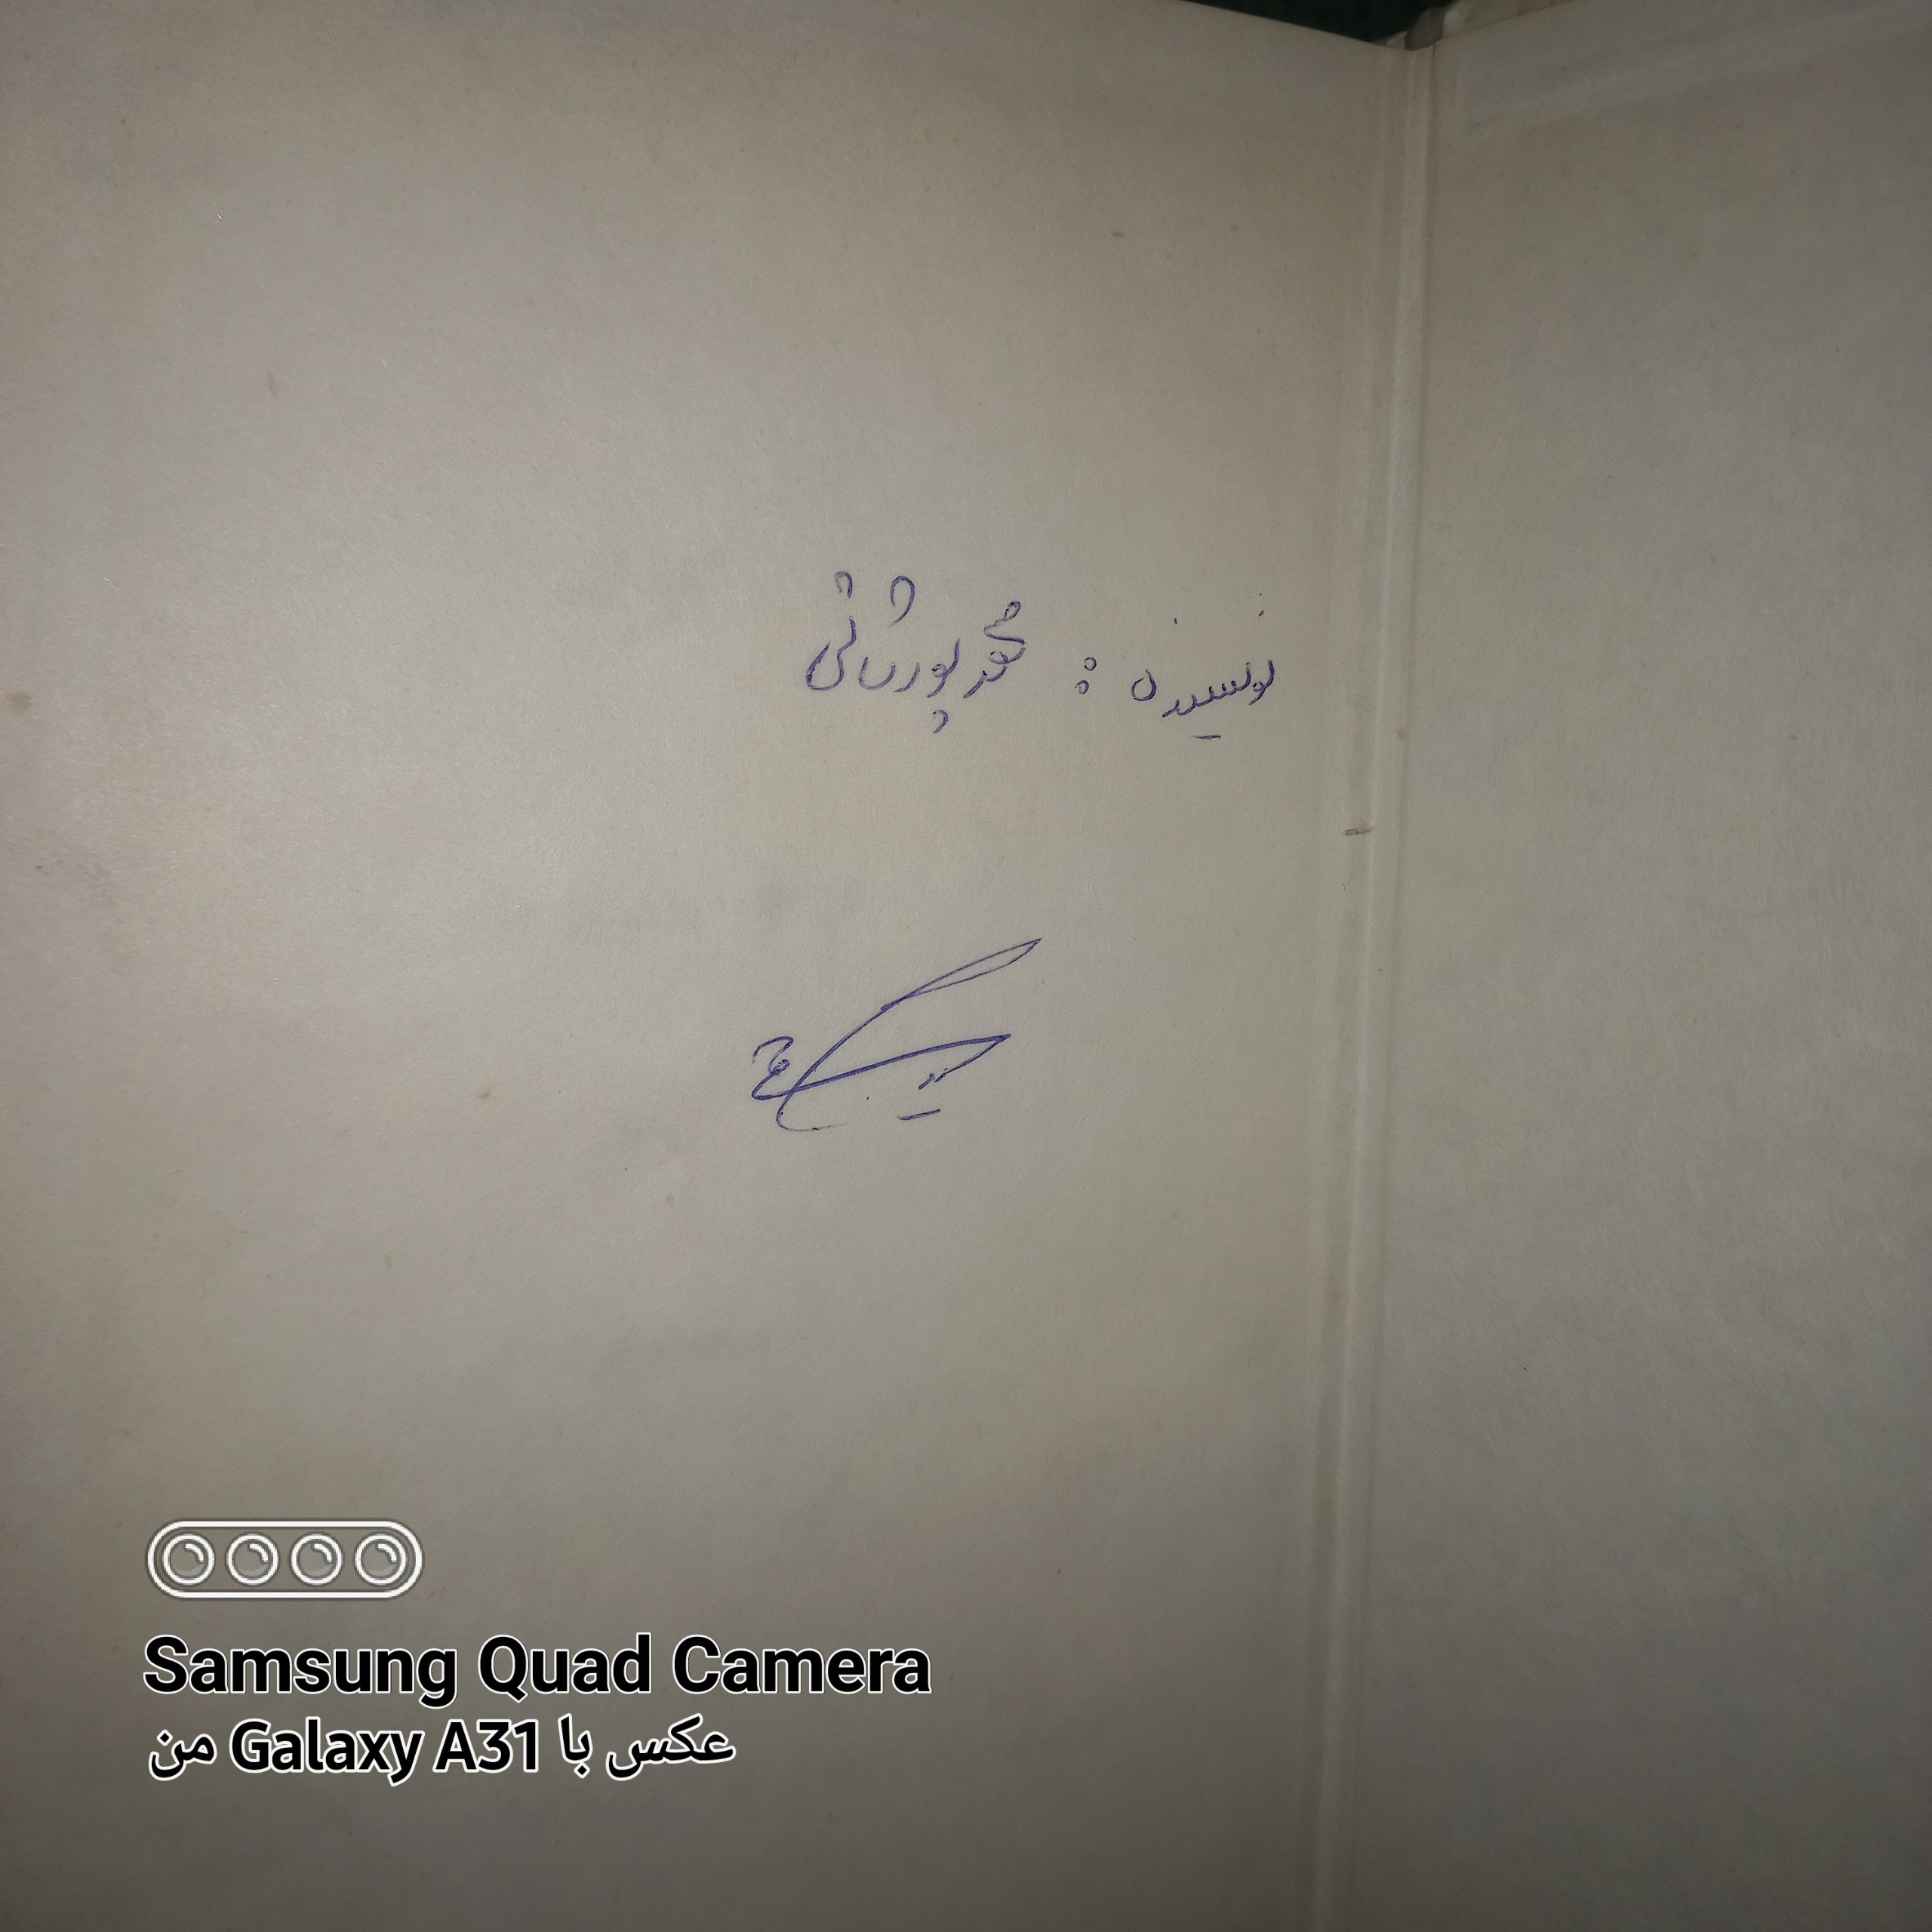 نویسنده : محمد پورثانی
Samsung Quad Camera
عکس با Galaxy A31 من